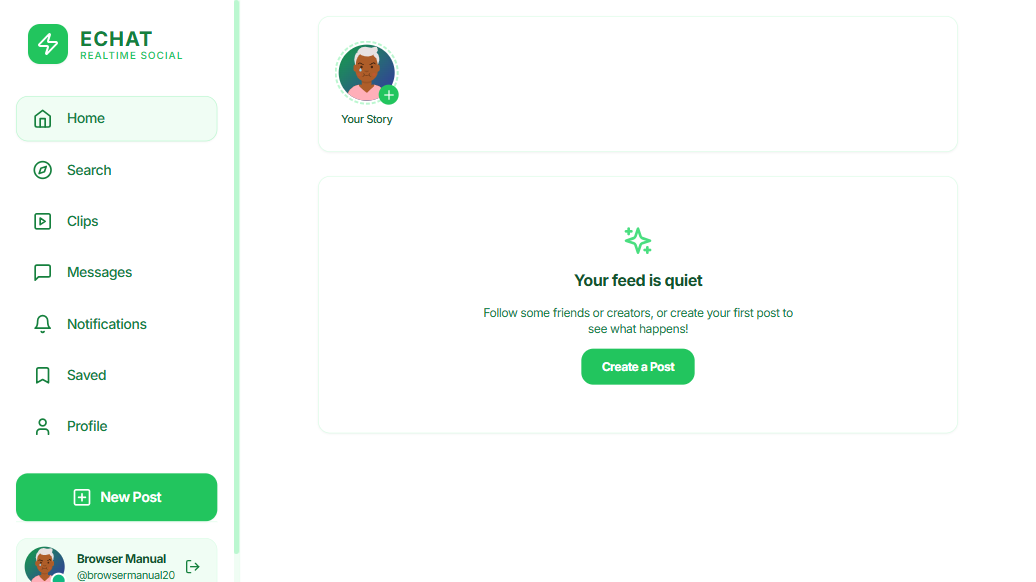 ECHAT
REALTIME SOCIAL
Home
Search
Clips
Messages
Notifications
Saved
Profile
New Post
Browser Manual
@browsermanual20
Your Story
Your feed is quiet
Follow some friends or creators, or create your first post to
see what happens!
Create a Post